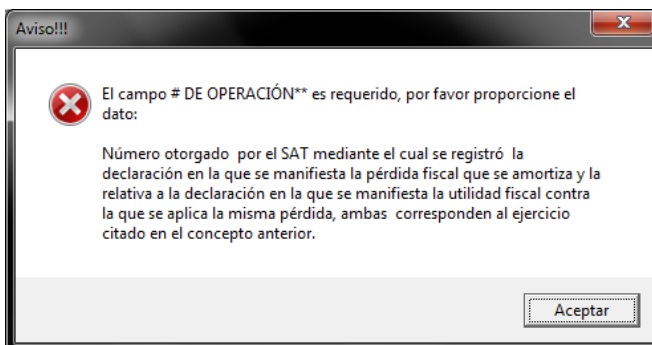 Aviso!!!
El campo # DE OPERACIÓN** es requerido, por favor proporcione el
dato:
Número otorgado por el SAT mediante el cual se registró la
declaración en la que se manifiesta la pérdida fiscal que se amortiza y la
relativa a la declaración en la que se manifiesta la utilidad fiscal contra
la que se aplica la misma pérdida, ambas corresponden al ejercicio
citado en el concepto anterior.
Aceptar